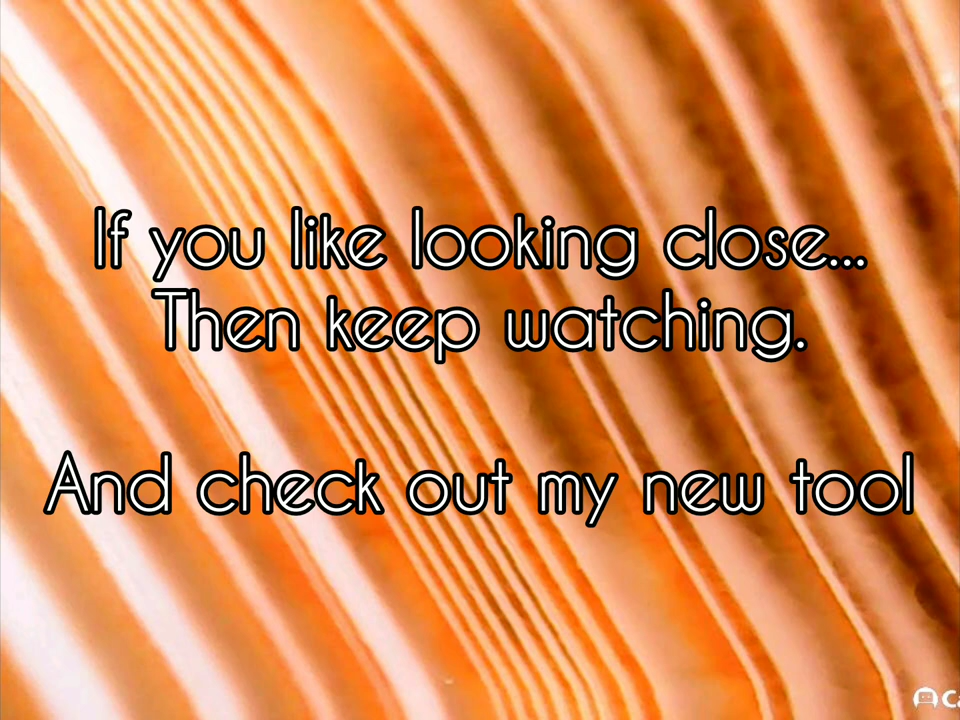 If you like looking close...
Then keep watching.
And check out my new tool